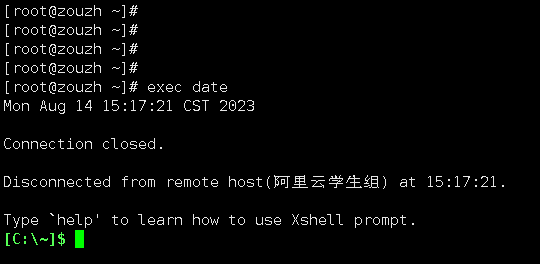 [root@zouzh ~]#
[root@zouzh ~]#
[root@zouzh ~]#
[root@zouzh ~]#
[root@zouzh ~]# exec date
Mon Aug 14 15:17:21 CST 2023
Connection closed.
Disconnected from remote host(阿里云学生组) at 15:17:21.
Type `help' to learn how to use Xshell prompt.
[C:\~]$